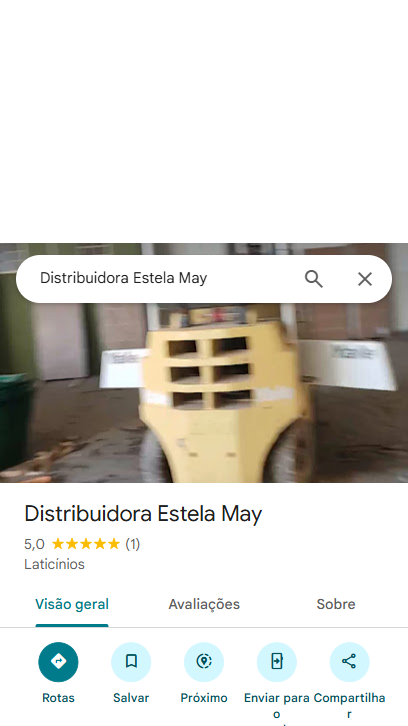 Distribuidora Estela May
Distribuidora Estela May
5,0 (1)
Laticínios
Visão geral Avaliações Sobre
Rotas Salvar Próximo Enviar para o Compartilhar